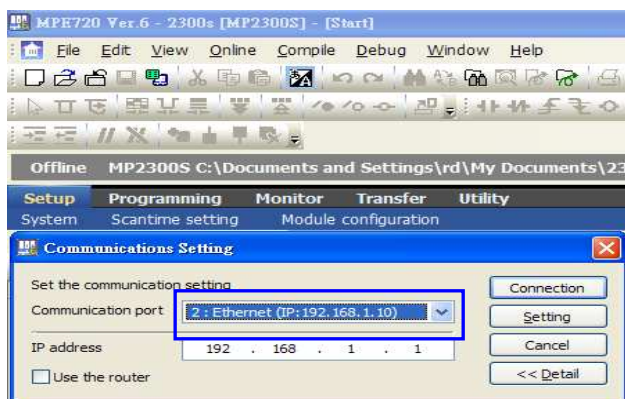 MPE720 Ver.6 - 2300s [MP2300S] - [Start]
File Edit View Online Compile Debug Window Help
Offline MP2300S C:\Documents and Settings\rd\My Documents\23
Setup Programming Monitor Transfer Utility
System Scantime setting Module configuration
Communications Setting
Set the communication setting
Connection
Communication port 2 : Ethernet (IP:192.168.1.10)
Setting
IP address 192 . 168 . 1 . 1
Cancel
Use the router
<< Detail